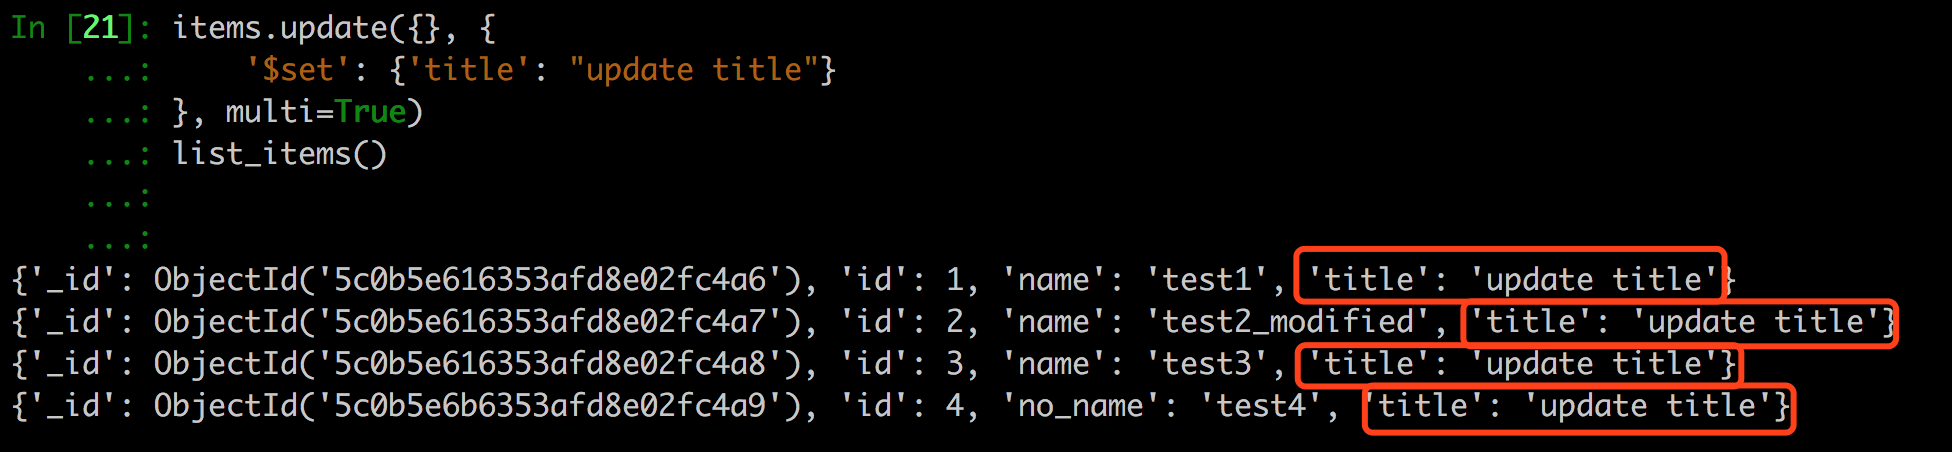 In [21]: items.update({}, {
    ...:     '$set': {'title': "update title"}
    ...: }, multi=True)
    ...: list_items()
    ...:
    ...:
{'_id': ObjectId('5c0b5e616353afd8e02fc4a6'), 'id': 1, 'name': 'test1', 'title': 'update title'}
{'_id': ObjectId('5c0b5e616353afd8e02fc4a7'), 'id': 2, 'name': 'test2_modified', 'title': 'update title'}
{'_id': ObjectId('5c0b5e616353afd8e02fc4a8'), 'id': 3, 'name': 'test3', 'title': 'update title'}
{'_id': ObjectId('5c0b5e6b6353afd8e02fc4a9'), 'id': 4, 'no_name': 'test4', 'title': 'update title'}